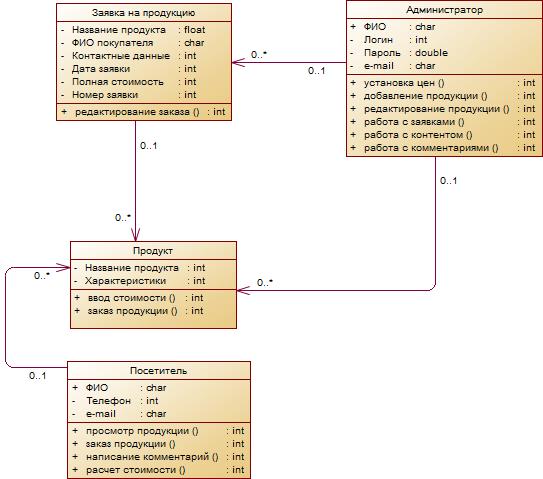 Заявка на продукцию
- Название продукта : float
- ФИО покупателя : char
- Контактные данные : int
- Дата заявки : int
- Полная стоимость : int
- Номер заявки : int
+ редактирование заказа () : int
Администратор
+ ФИО : char
- Логин : int
- Пароль : double
- e-mail : char
+ установка цен () : int
+ добавление продукции () : int
+ редактирование продукции () : int
+ работа с заявками () : int
+ работа с контентом () : int
+ работа с комментариями () : int
0..*
0..1
0..1
0..*
0..1
0..*
Продукт
- Название продукта : int
- Характеристики : int
+ ввод стоимости () : int
+ заказ продукции () : int
0..*
0..1
Посетитель
+ ФИО : char
- Телефон : int
- e-mail : char
+ просмотр продукции () : int
+ заказ продукции () : int
+ написание комментарий () : int
+ расчет стоимости () : int